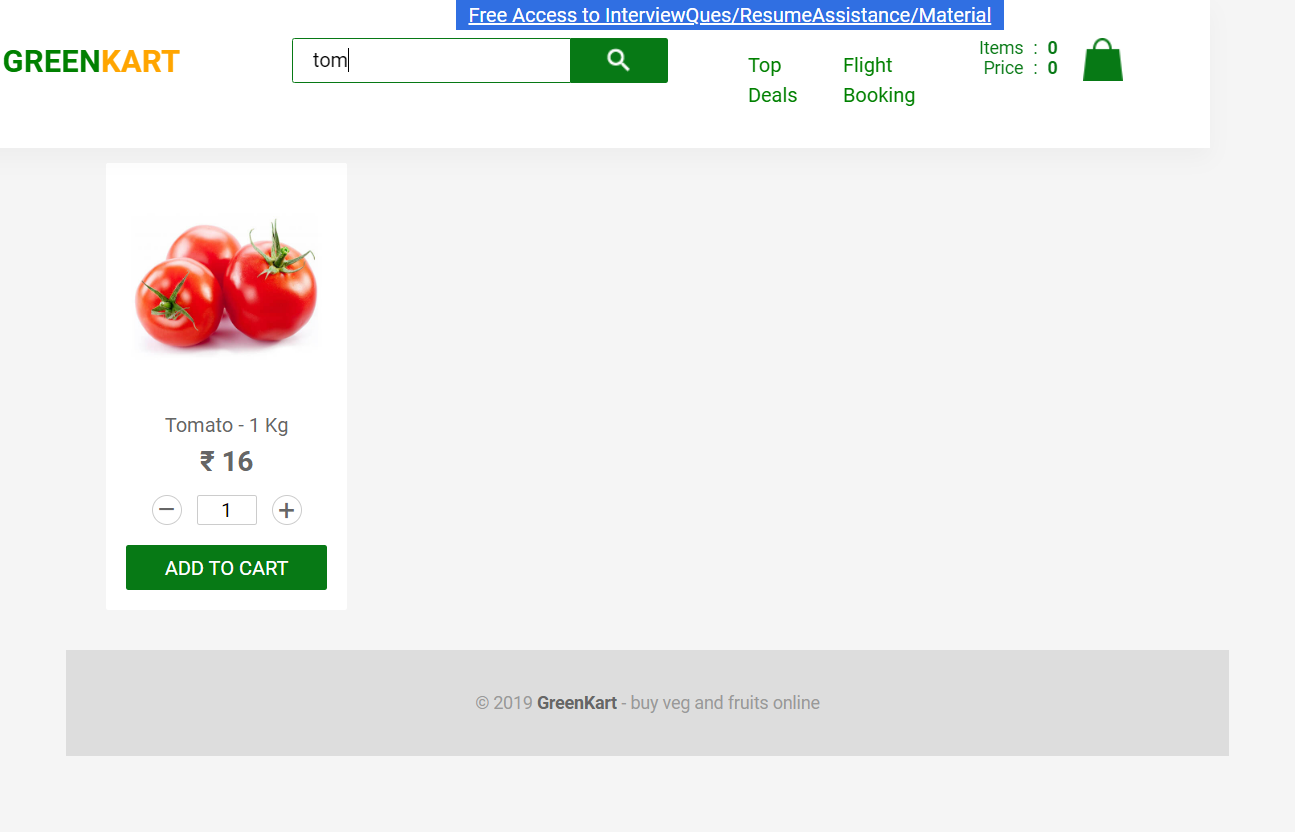 Free Access to InterviewQues/ResumeAssistance/Material
GREENKART
tom
Top
Deals
Flight
Booking
Items : 0
Price : 0
Tomato - 1 Kg
₹ 16
− 1 +
ADD TO CART
© 2019 GreenKart - buy veg and fruits online